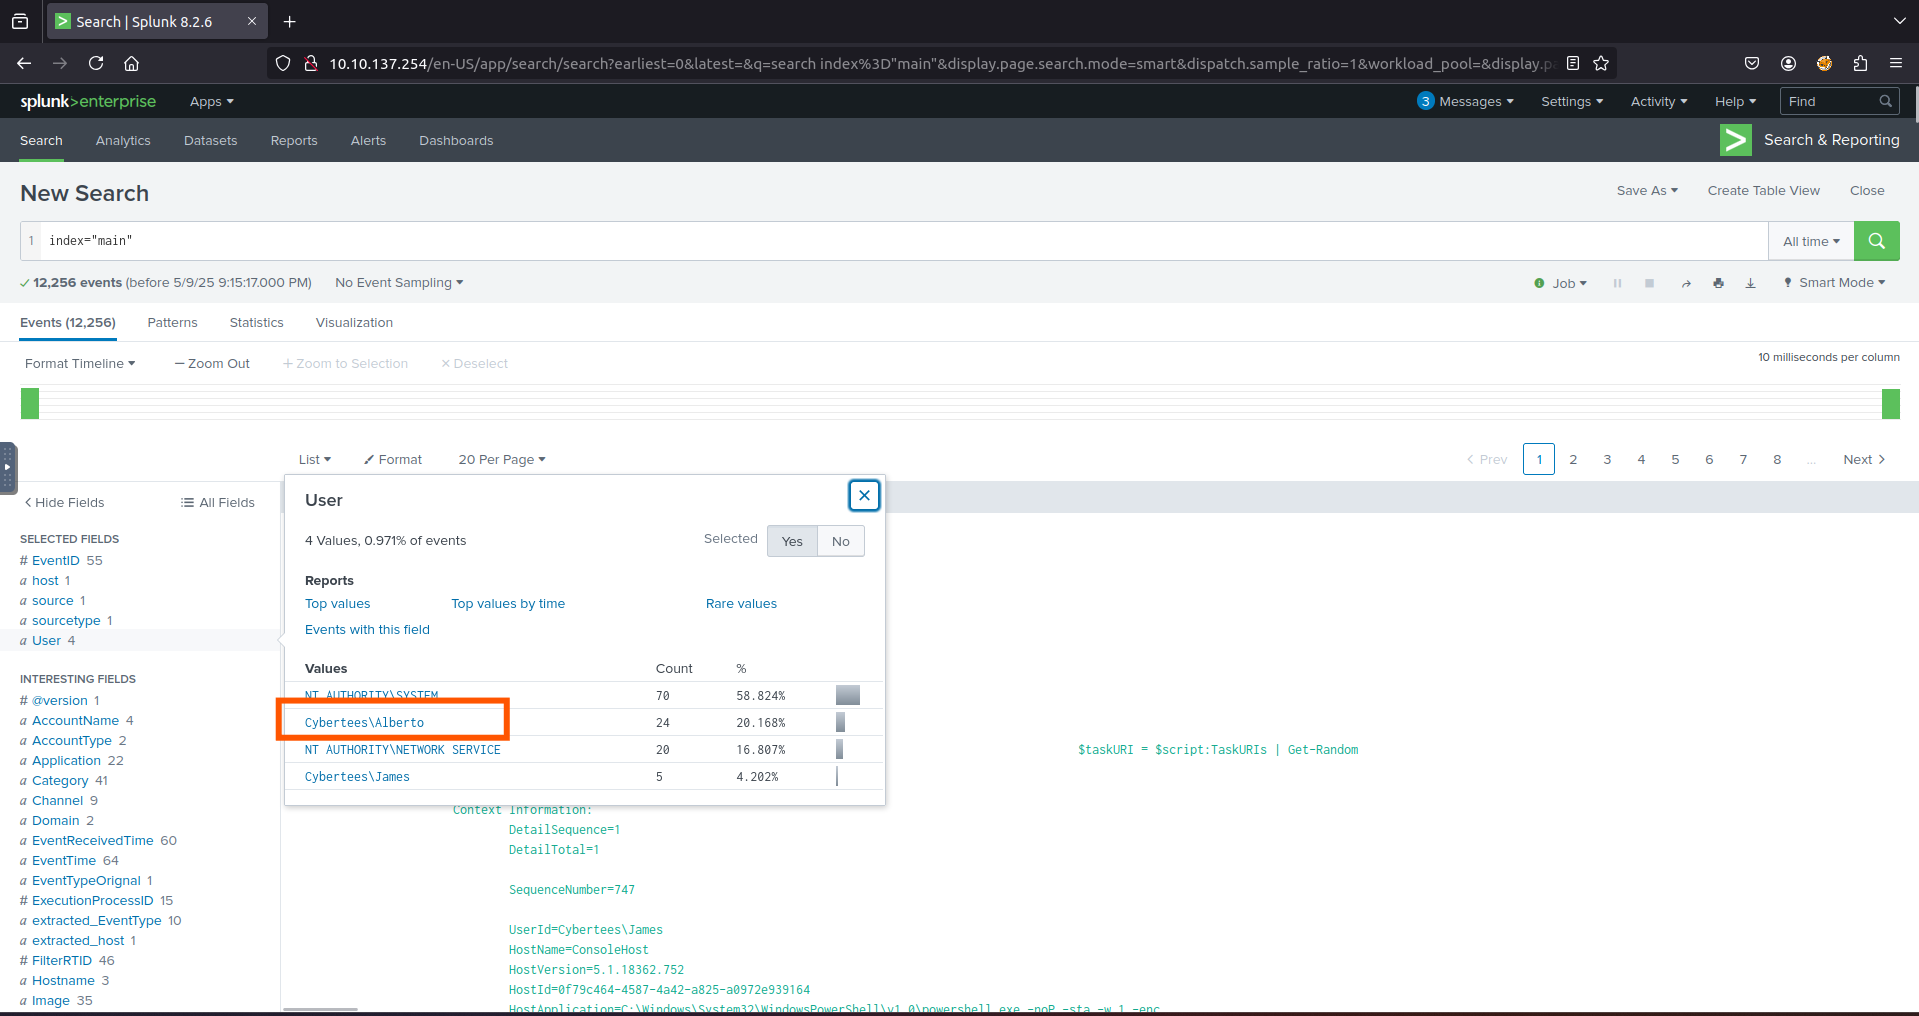 Search | Splunk 8.2.6
10.10.137.254/en-US/app/search/search?earliest=0&latest=&q=search index%3D"main"&display.page.search.mode=smart&dispatch.sample_ratio=1&workload_pool=&display.p
splunk>enterprise Apps 3 Messages Settings Activity Help Find
Search Analytics Datasets Reports Alerts Dashboards Search & Reporting
New Search Save As Create Table View Close
1 index="main" All time
12,256 events (before 5/9/25 9:15:17.000 PM) No Event Sampling Job Smart Mode
Events (12,256) Patterns Statistics Visualization
Format Timeline — Zoom Out + Zoom to Selection × Deselect 10 milliseconds per column
List Format 20 Per Page < Prev 1 2 3 4 5 6 7 8 ... Next >
< Hide Fields All Fields
SELECTED FIELDS
# EventID 55
a host 1
a source 1
a sourcetype 1
a User 4
INTERESTING FIELDS
# @version 1
a AccountName 4
a AccountType 2
a Application 22
a Category 41
a Channel 9
a Domain 2
a EventReceivedTime 60
a EventTime 64
a EventTypeOrignal 1
# ExecutionProcessID 15
a extracted_EventType 10
a extracted_host 1
# FilterRTID 46
a Hostname 3
a Image 35
User
4 Values, 0.971% of events Selected Yes No
Reports
Top values Top values by time Rare values
Events with this field
Values Count %
NT AUTHORITY\SYSTEM 70 58.824%
Cybertees\Alberto 24 20.168%
NT AUTHORITY\NETWORK SERVICE 20 16.807%
Cybertees\James 5 4.202%
$taskURI = $script:TaskURIs | Get-Random
Context Information:
DetailSequence=1
DetailTotal=1
SequenceNumber=747
UserId=Cybertees\James
HostName=ConsoleHost
HostVersion=5.1.18362.752
HostId=0f79c464-4587-4a42-a825-a0972e939164
HostApplication=C:\Windows\System32\WindowsPowerShell\v1.0\powershell.exe -noP -sta -w 1 -enc